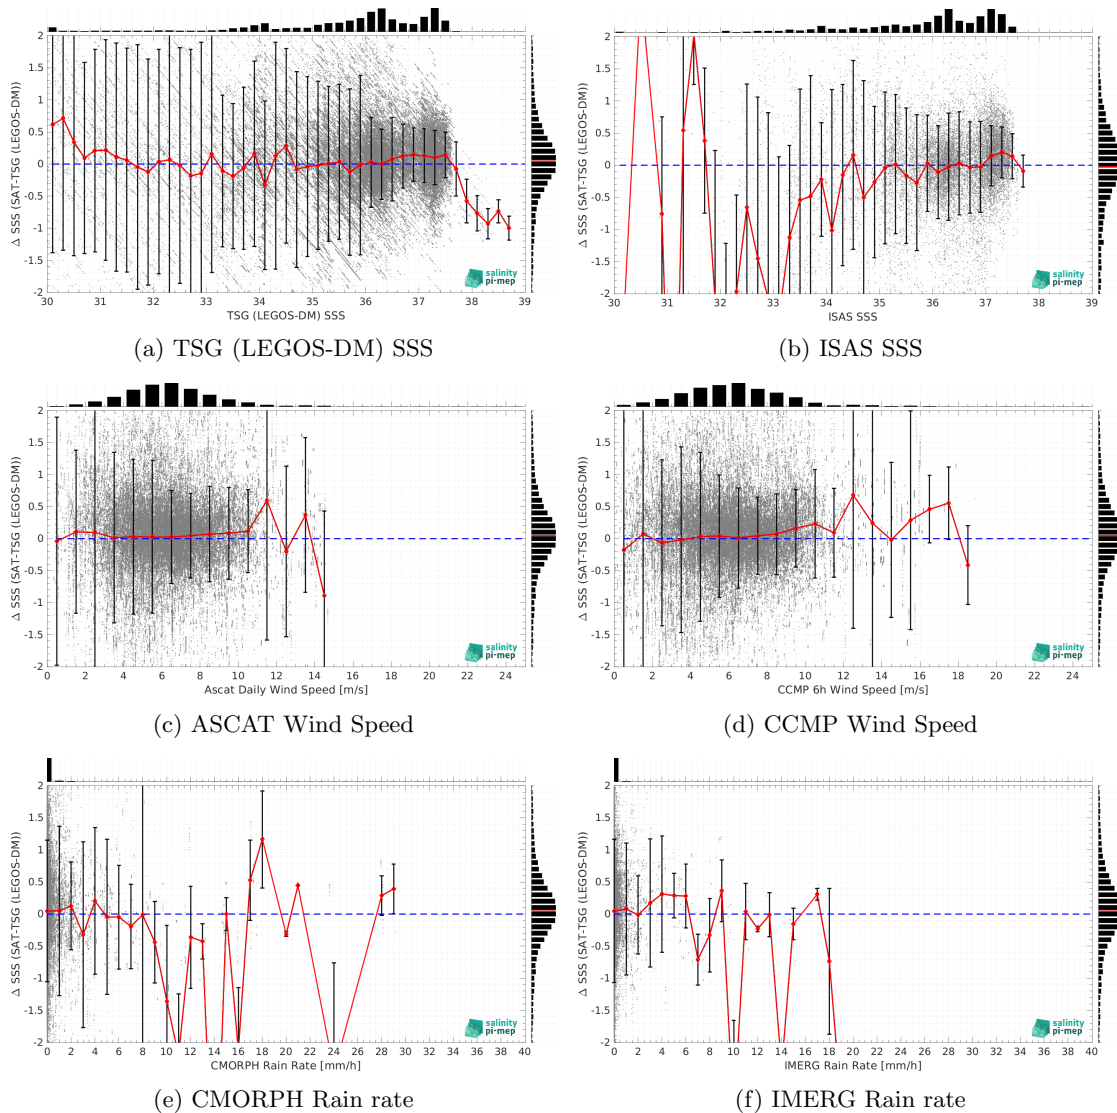 Δ SSS (SAT-TSG (LEGOS-DM))
2
1.5
1
0.5
0
-0.5
-1
-1.5
-2
30 31 32 33 34 35 36 37 38 39
TSG (LEGOS-DM) SSS
salinity
pi-mep
(a) TSG (LEGOS-DM) SSS
Δ SSS (SAT-TSG (LEGOS-DM))
2
1.5
1
0.5
0
-0.5
-1
-1.5
-2
30 31 32 33 34 35 36 37 38 39
ISAS SSS
salinity
pi-mep
(b) ISAS SSS
Δ SSS (SAT-TSG (LEGOS-DM))
2
1.5
1
0.5
0
-0.5
-1
-1.5
-2
0 2 4 6 8 10 12 14 16 18 20 22 24
Ascat Daily Wind Speed [m/s]
salinity
pi-mep
(c) ASCAT Wind Speed
Δ SSS (SAT-TSG (LEGOS-DM))
2
1.5
1
0.5
0
-0.5
-1
-1.5
-2
0 2 4 6 8 10 12 14 16 18 20 22 24
CCMP 6h Wind Speed [m/s]
salinity
pi-mep
(d) CCMP Wind Speed
Δ SSS (SAT-TSG (LEGOS-DM))
2
1.5
1
0.5
0
-0.5
-1
-1.5
-2
0 2 4 6 8 10 12 14 16 18 20 22 24 26 28 30 32 34 36 38 40
CMORPH Rain Rate [mm/h]
salinity
pi-mep
(e) CMORPH Rain rate
Δ SSS (SAT-TSG (LEGOS-DM))
2
1.5
1
0.5
0
-0.5
-1
-1.5
-2
0 2 4 6 8 10 12 14 16 18 20 22 24 26 28 30 32 34 36 38 40
IMERG Rain Rate [mm/h]
salinity
pi-mep
(f) IMERG Rain rate